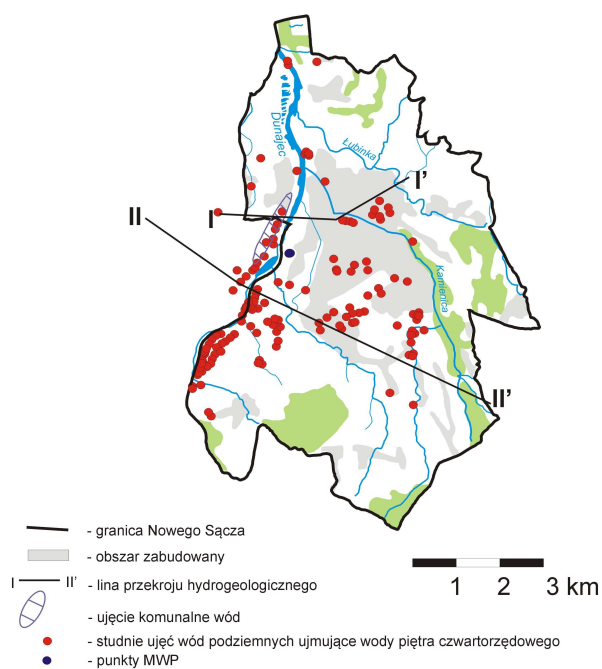 Dunajec
Łubinka
I'
I
II
Kamienica
II'
- granica Nowego Sącza
- obszar zabudowany
I II' - lina przekroju hydrogeologicznego
- ujęcie komunalne wód
- studnie ujęć wód podziemnych ujmujące wody piętra czwartorzędowego
- punkty MWP
1 2 3 km